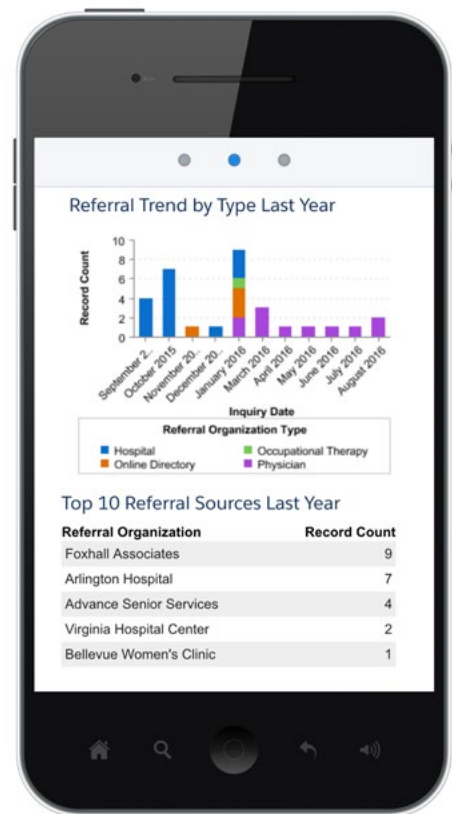 Referral Trend by Type Last Year
10
8
6
4
2
0
Record Count
September 2...
October 2015
November 20...
December 20...
January 2016
March 2016
April 2016
May 2016
June 2016
July 2016
August 2016
Inquiry Date
Referral Organization Type
Hospital Occupational Therapy
Online Directory Physician
Top 10 Referral Sources Last Year
Referral Organization Record Count
Foxhall Associates 9
Arlington Hospital 7
Advance Senior Services 4
Virginia Hospital Center 2
Bellevue Women's Clinic 1